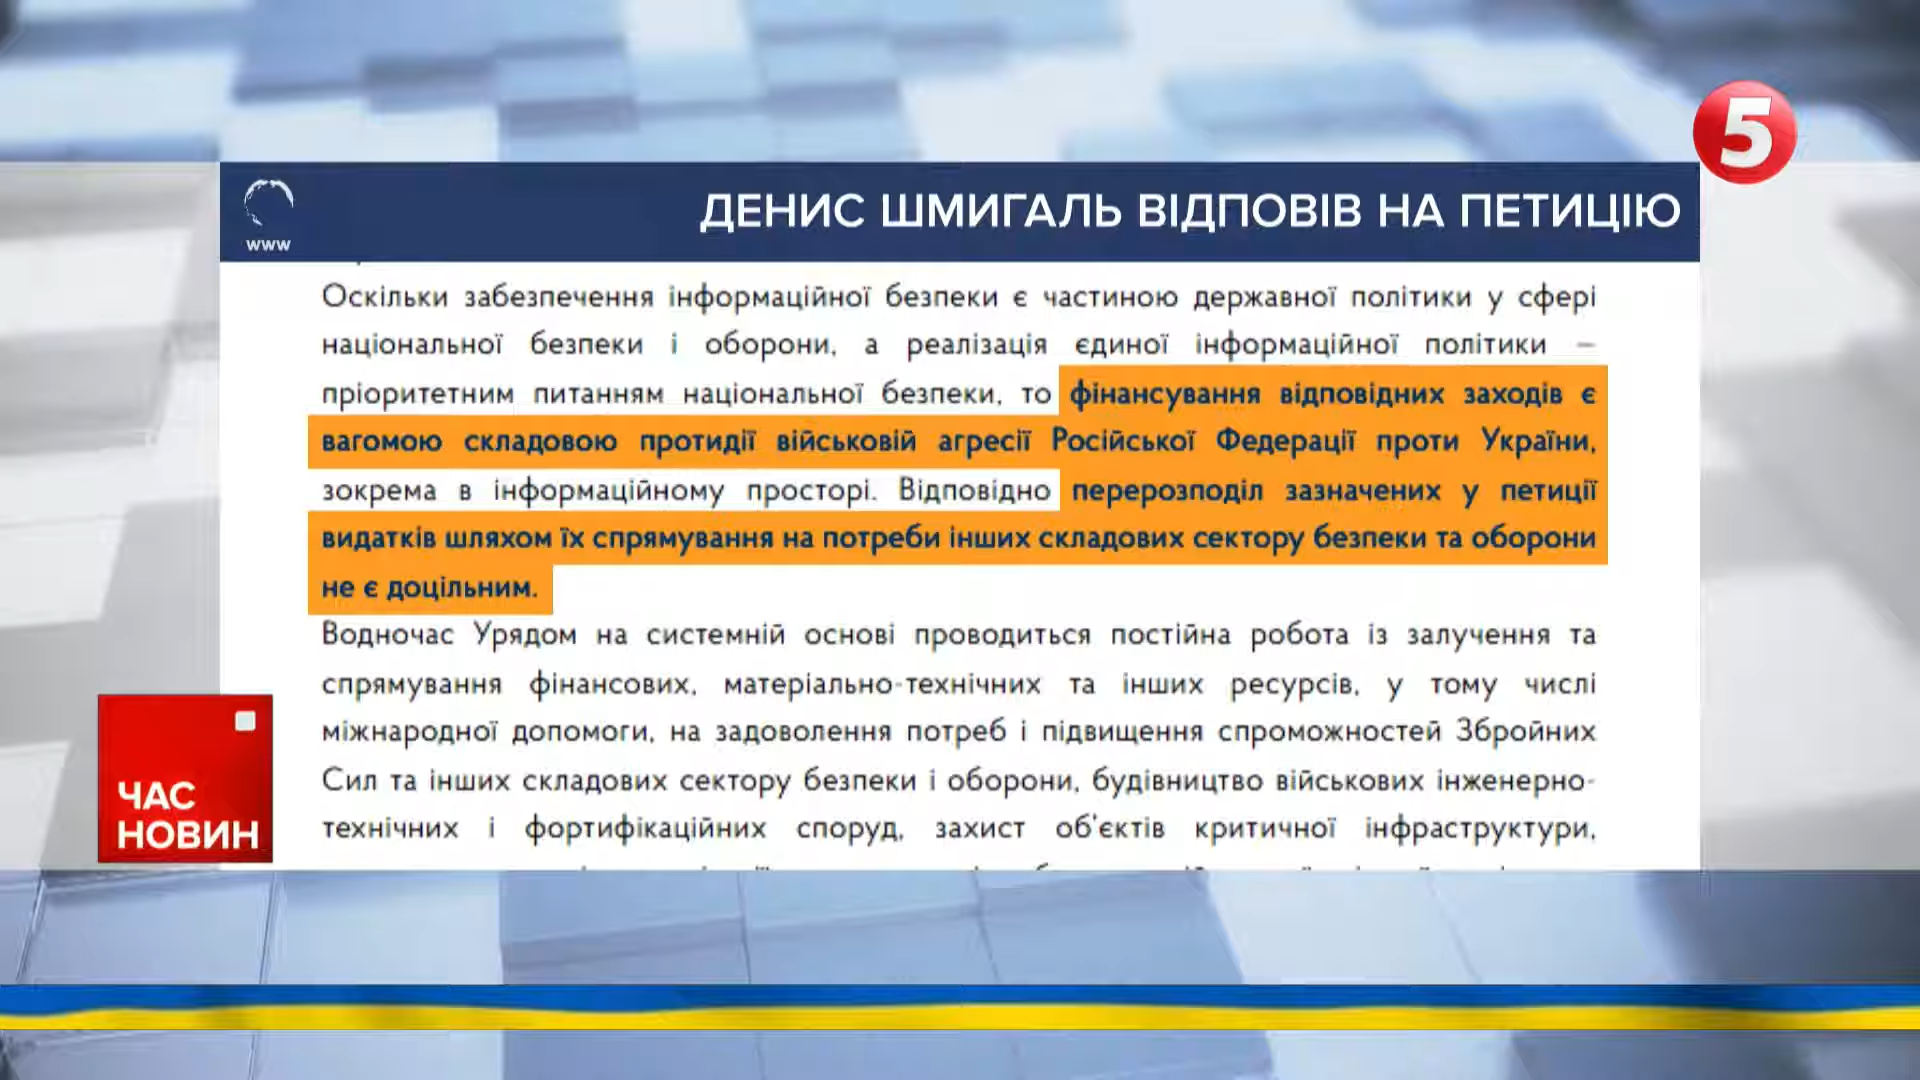 5
www
ДЕНИС ШМИГАЛЬ ВІДПОВІВ НА ПЕТИЦІЮ
Оскільки забезпечення інформаційної безпеки є частиною державної політики у сфері
національної безпеки і оборони, а реалізація єдиної інформаційної політики –
пріоритетним питанням національної безпеки, то фінансування відповідних заходів є
вагомою складовою протидії військовій агресії Російської Федерації проти України,
зокрема в інформаційному просторі. Відповідно перерозподіл зазначених у петиції
видатків шляхом їх спрямування на потреби інших складових сектору безпеки та оборони
не є доцільним.
Водночас Урядом на системній основі проводиться постійна робота із залучення та
спрямування фінансових, матеріально-технічних та інших ресурсів, у тому числі
міжнародної допомоги, на задоволення потреб і підвищення спроможностей Збройних
Сил та інших складових сектору безпеки і оборони, будівництво військових інженерно-
технічних і фортифікаційних споруд, захист об'єктів критичної інфраструктури,
ЧАС
НОВИН